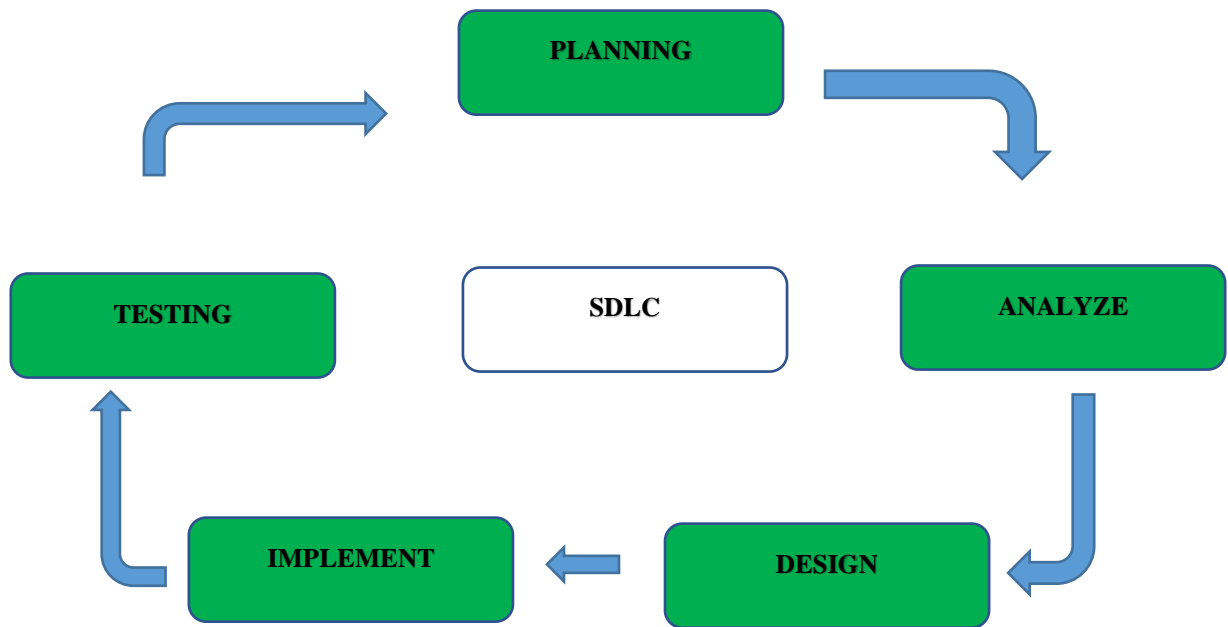 PLANNING
TESTING
SDLC
ANALYZE
IMPLEMENT
DESIGN